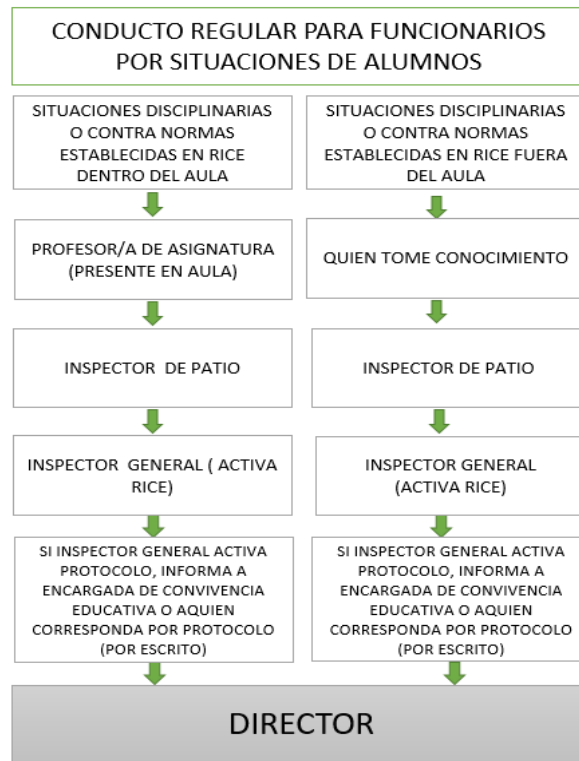 CONDUCTO REGULAR PARA FUNCIONARIOS
POR SITUACIONES DE ALUMNOS
SITUACIONES DISCIPLINARIAS
O CONTRA NORMAS
ESTABLECIDAS EN RICE
DENTRO DEL AULA
PROFESOR/A DE ASIGNATURA
(PRESENTE EN AULA)
INSPECTOR DE PATIO
INSPECTOR GENERAL ( ACTIVA
RICE)
SI INSPECTOR GENERAL ACTIVA
PROTOCOLO, INFORMA A
ENCARGADA DE CONVIVENCIA
EDUCATIVA O AQUIEN
CORRESPONDA POR PROTOCOLO
(POR ESCRITO)
SITUACIONES DISCIPLINARIAS
O CONTRA NORMAS
ESTABLECIDAS EN RICE FUERA
DEL AULA
QUIEN TOME CONOCIMIENTO
INSPECTOR DE PATIO
INSPECTOR GENERAL
(ACTIVA RICE)
SI INSPECTOR GENERAL ACTIVA
PROTOCOLO, INFORMA A
ENCARGADA DE CONVIVENCIA
EDUCATIVA O AQUIEN
CORRESPONDA POR PROTOCOLO
(POR ESCRITO)
DIRECTOR